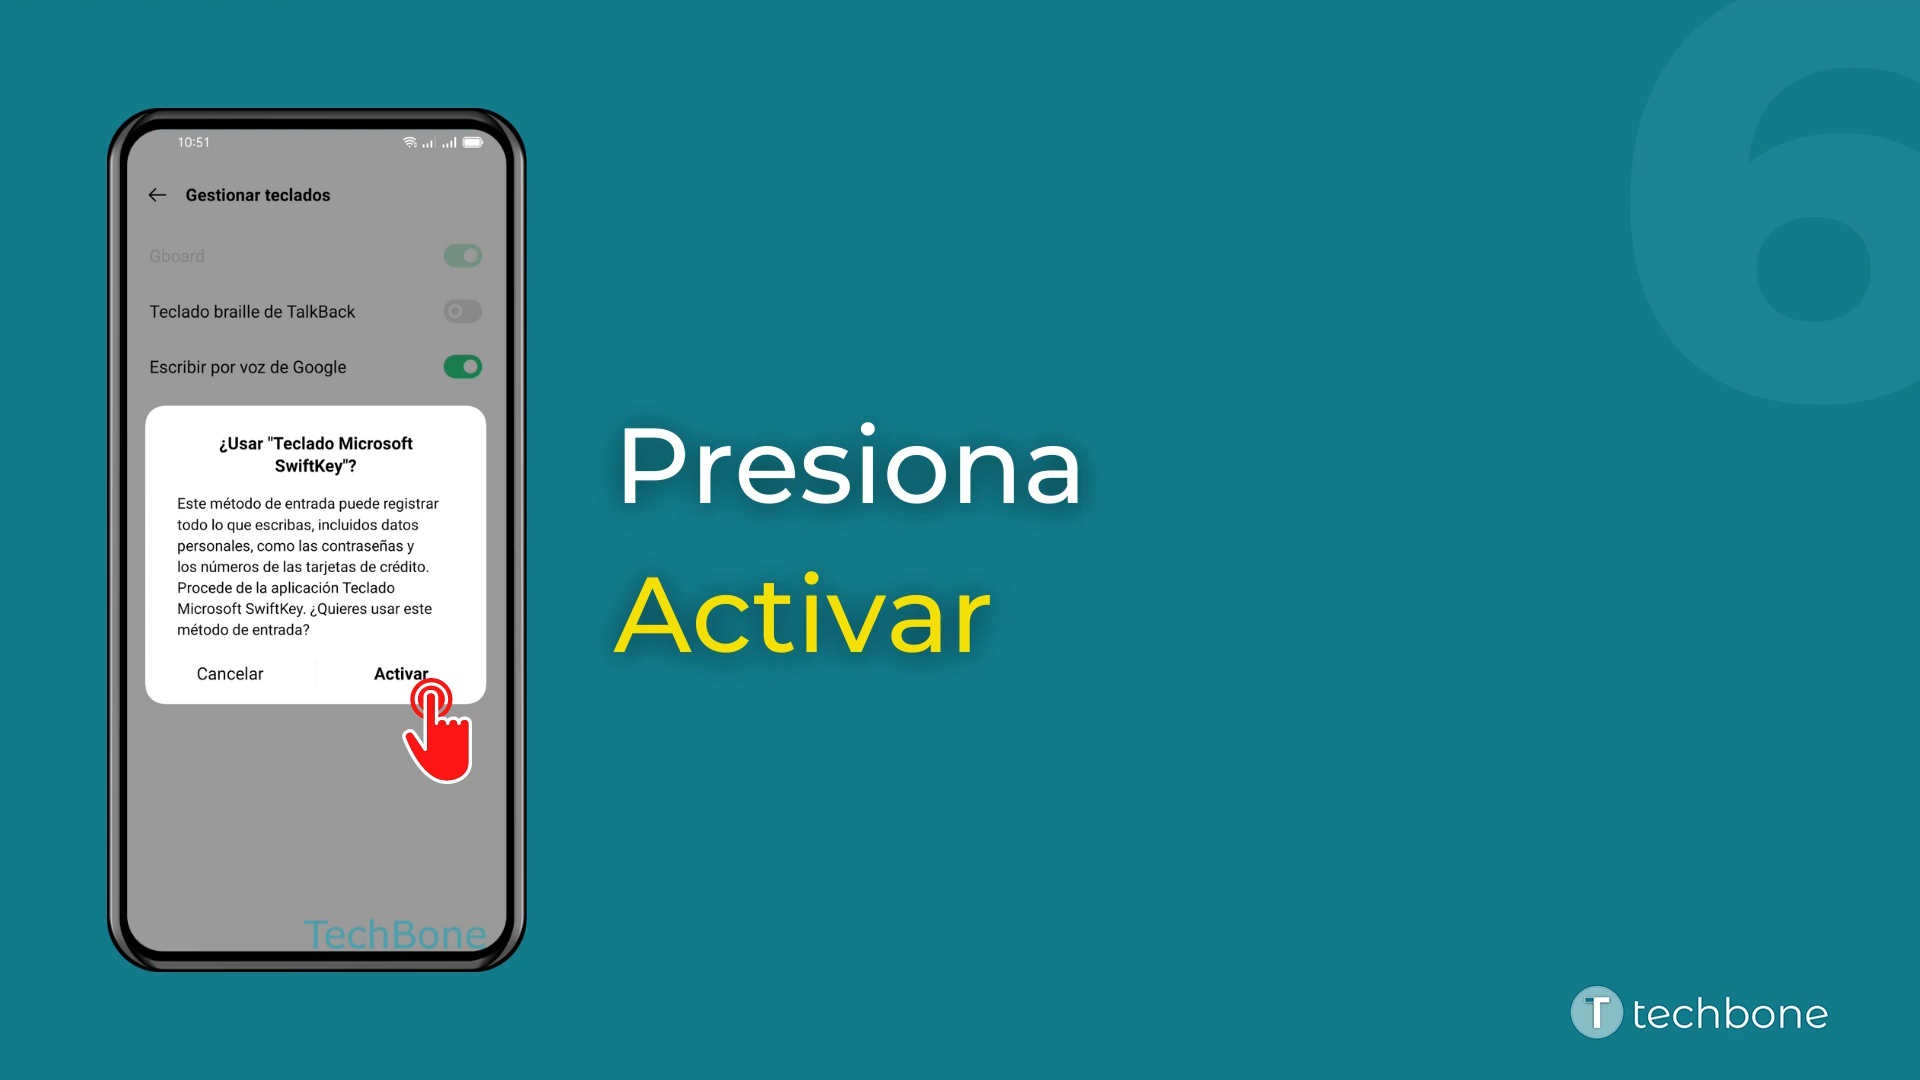 6
10:51
Gestionar teclados
Gboard
Teclado braille de TalkBack
Escribir por voz de Google
¿Usar "Teclado Microsoft
SwiftKey"?
Este método de entrada puede registrar
todo lo que escribas, incluidos datos
personales, como las contraseñas y
los números de las tarjetas de crédito.
Procede de la aplicación Teclado
Microsoft SwiftKey. ¿Quieres usar este
método de entrada?
Cancelar
Activar
TechBone
Presiona
Activar
T techbone